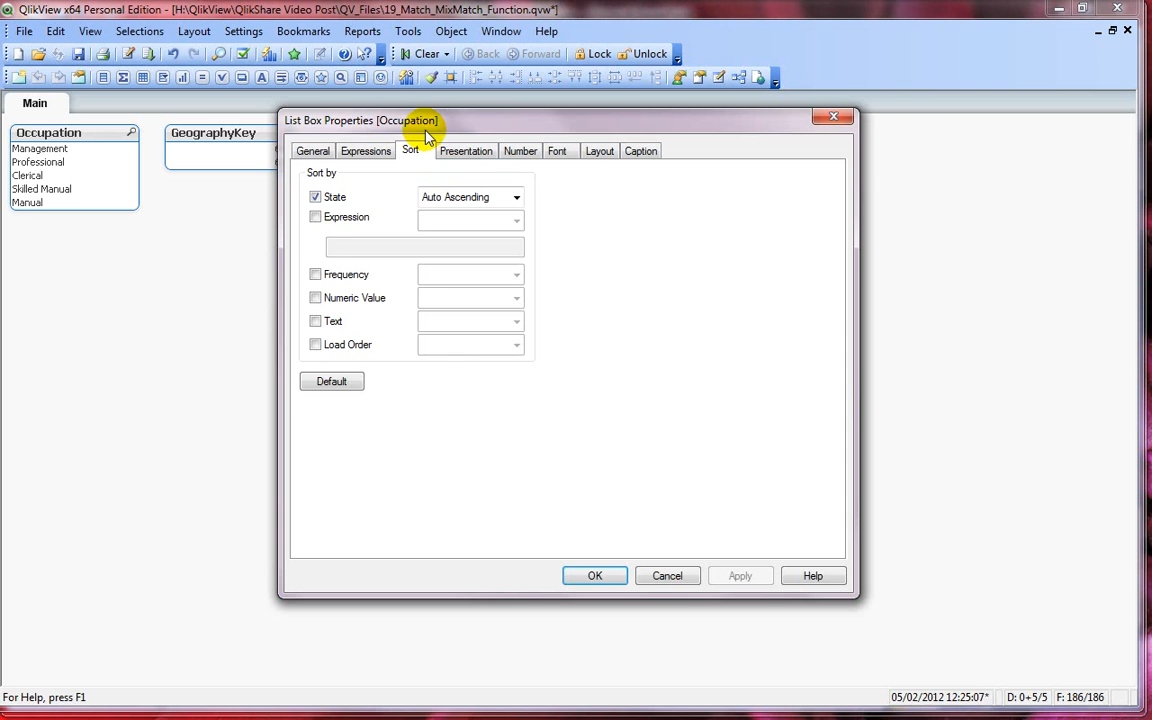 QlikView x64 Personal Edition - [H:\QlikView\QlikShare Video Post\QV_Files\19_Match_MixMatch_Function.qvw*]
File Edit View Selections Layout Settings Bookmarks Reports Tools Object Window Help
Clear Back Forward Lock Unlock
Main
List Box Properties [Occupation]
Occupation
Management
Professional
Clerical
Skilled Manual
Manual
GeographyKey
General Expressions Sort Presentation Number Font Layout Caption
Sort by
State Auto Ascending
Expression
Frequency
Numeric Value
Text
Load Order
Default
OK Cancel Apply Help
For Help, press F1 05/02/2012 12:25:07* D: 0+5/5 F: 186/186